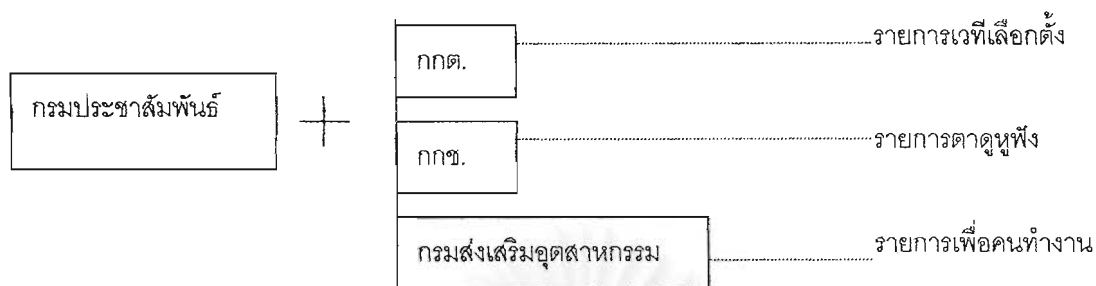 กกต. รายการเวทีเลือกตั้ง
กรมประชาสัมพันธ์
กกช. รายการตาดูหูฟัง
กรมส่งเสริมอุตสาหกรรม รายการเพื่อคนทำงาน